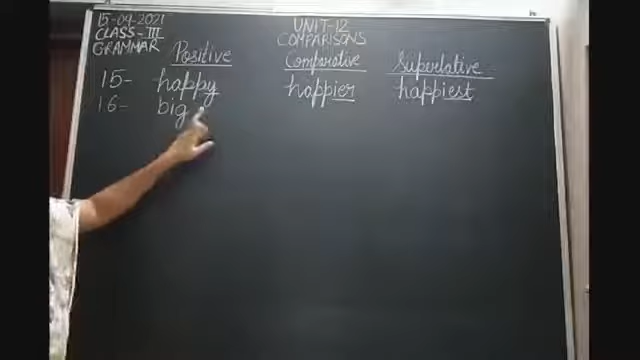 15-04-2021
CLASS-III
GRAMMAR
UNIT-12
COMPARISONS
Positive Comparative Superlative
15- happy happier happiest
16- big